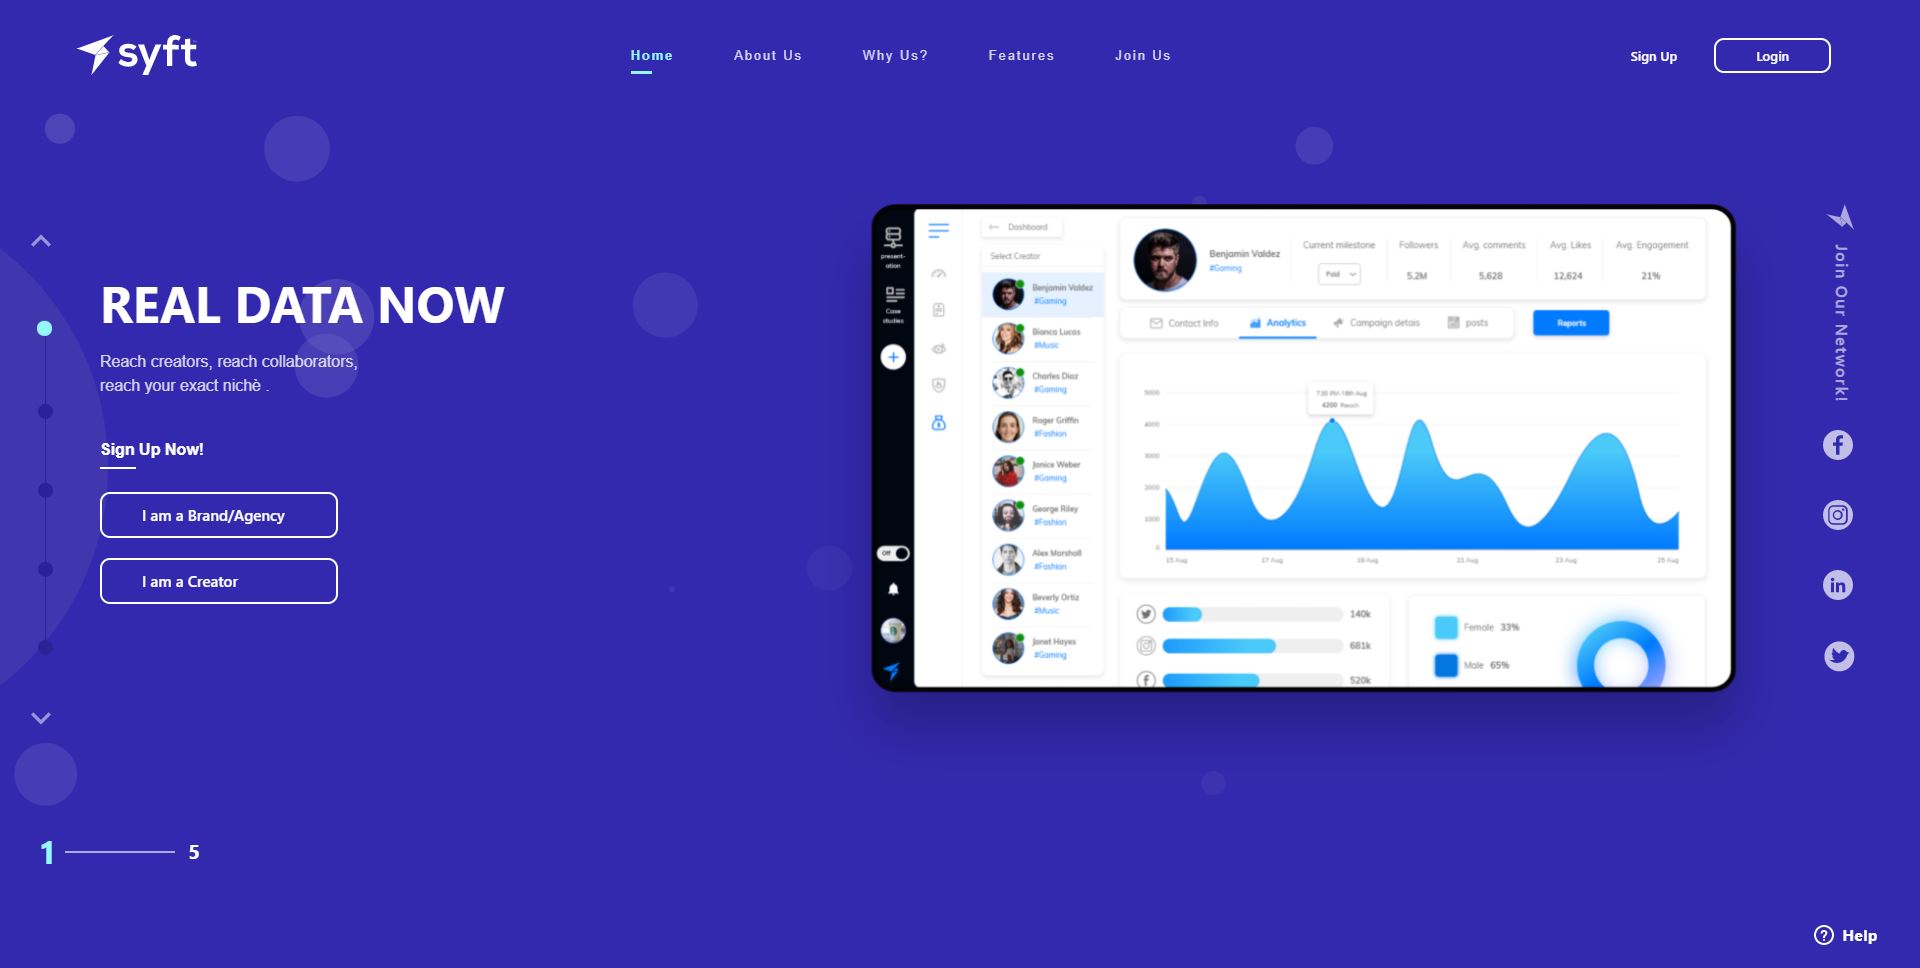 syft
Home
About Us
Why Us?
Features
Join Us
Sign Up
Login
REAL DATA NOW
Reach creators, reach collaborators,
reach your exact nichè .
Sign Up Now!
I am a Brand/Agency
I am a Creator
1
5
present-
ation
Case
studies
Off
Dashboard
Select Creator
Benjamin Valdez
#Gaming
Bianca Lucas
#Music
Charles Diaz
#Gaming
Roger Griffin
#Fashion
Janice Weber
#Gaming
George Riley
#Fashion
Alex Marshall
#Fashion
Beverly Ortiz
#Music
Janet Hayes
#Gaming
Benjamin Valdez
#Gaming
Current milestone
Paid
Followers
5.2M
Avg. comments
5,628
Avg. Likes
12,624
Avg. Engagement
21%
Contact Info
Analytics
Campaign detais
posts
Reports
5000
4000
3000
2000
1000
0
7:30 PM-18th Aug
4200 Reach
15 Aug
17 Aug
19 Aug
21 Aug
23 Aug
25 Aug
140k
681k
520k
Female 33%
Male 65%
Join Our Network!
Help